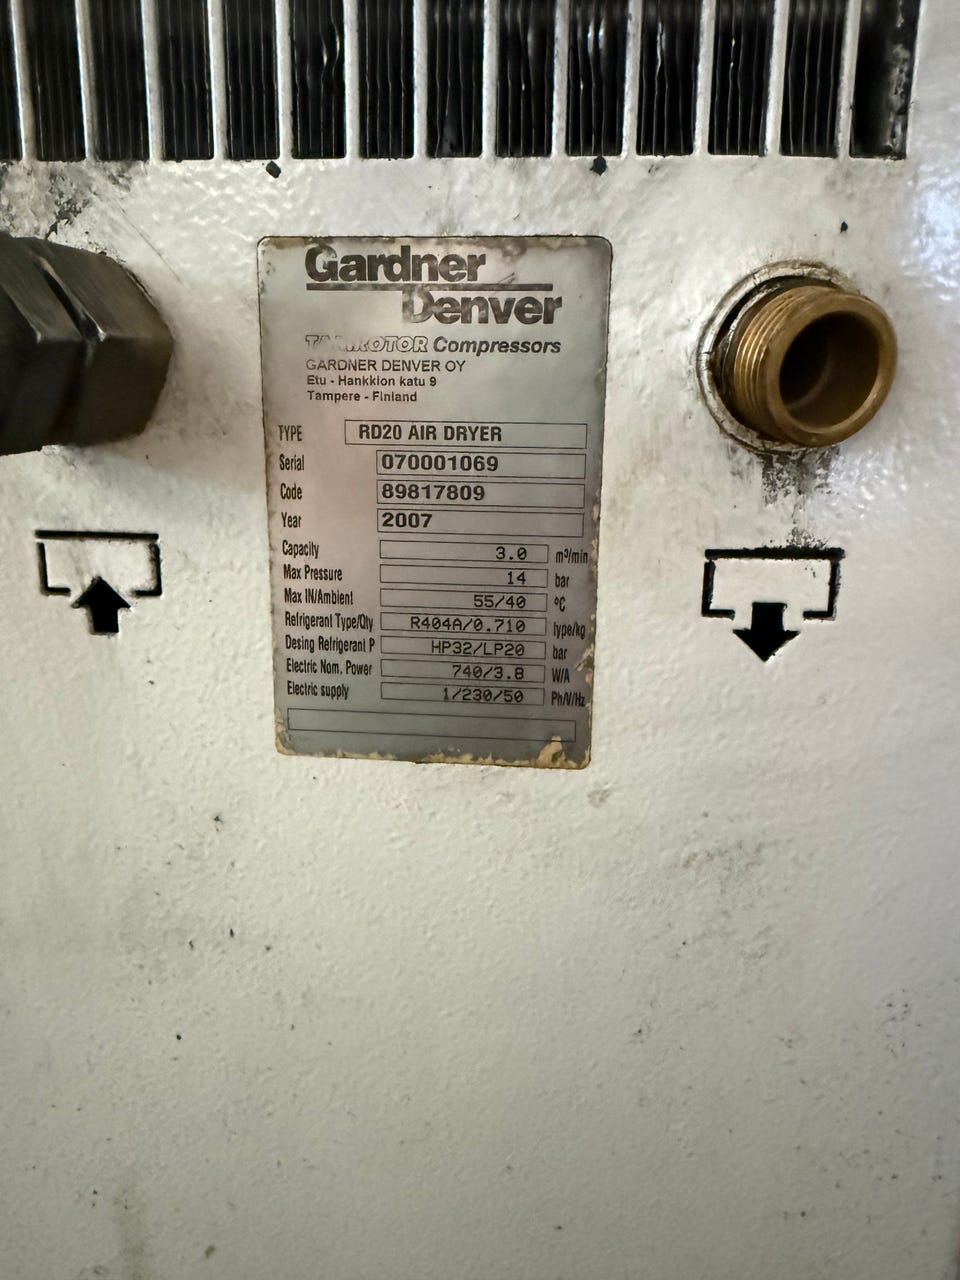 Gardner
Denver
TAMROTOR Compressors
GARDNER DENVER OY
Etu - Hankkion katu 9
Tampere - Finland
TYPE RD20 AIR DRYER
Serial 070001069
Code 89817809
Year 2007
Capacity 3.0 m³/min
Max Pressure 14 bar
Max IN/Ambient 55/40 ºC
Refrigerant Type/Qty R404A/0.710 type/kg
Desing Refrigerant P HP32/LP20 bar
Electric Nom. Power 740/3.8 W/A
Electric supply 1/230/50 Ph/V/Hz